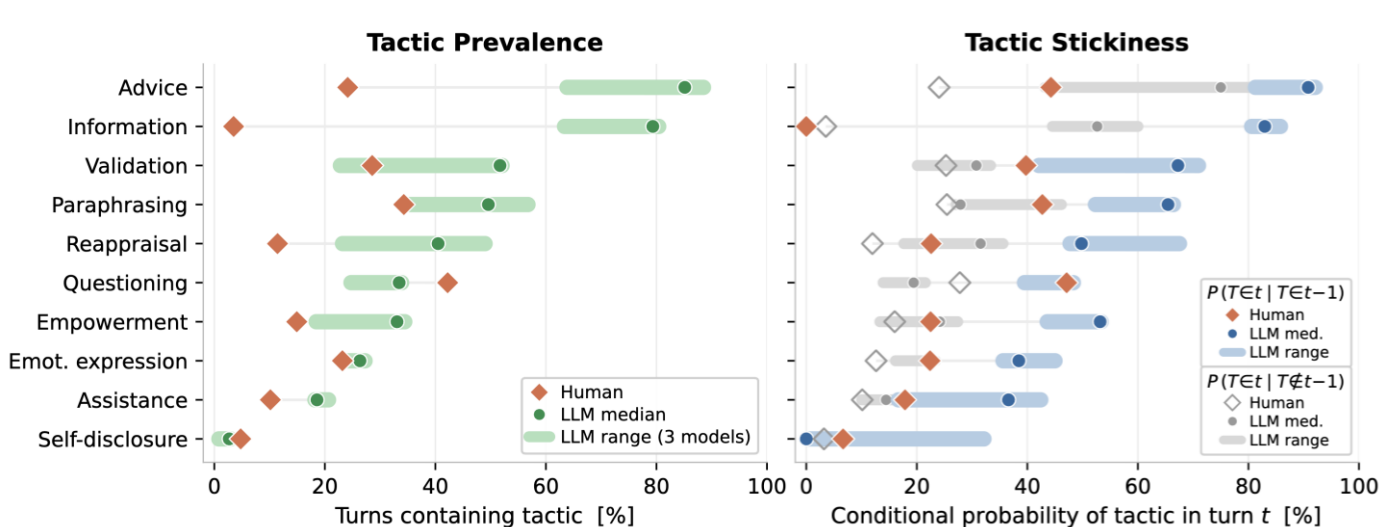 Tactic Prevalence
Advice
Information
Validation
Paraphrasing
Reappraisal
Questioning
Empowerment
Emot. expression
Assistance
Self-disclosure
Human
LLM median
LLM range (3 models)
0 20 40 60 80 100
Turns containing tactic [%]
Tactic Stickiness
P(T∈t | T∈t−1)
Human
LLM med.
LLM range
P(T∈t | T∉t−1)
Human
LLM med.
LLM range
0 20 40 60 80 100
Conditional probability of tactic in turn t [%]